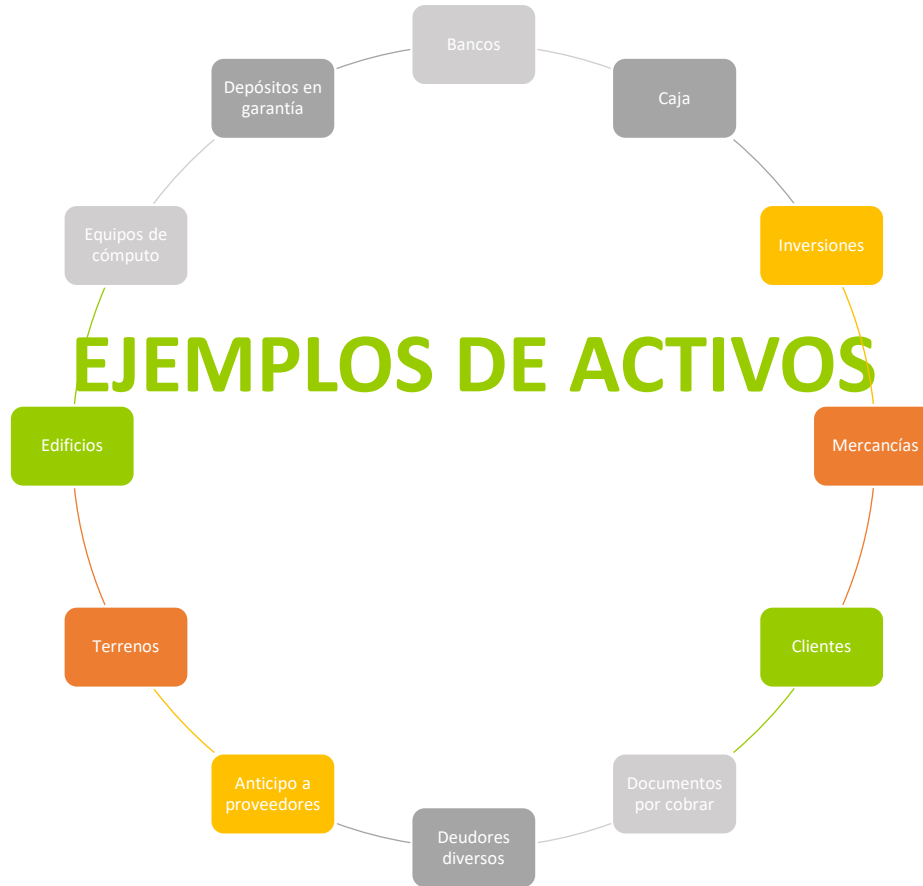 Bancos
Caja
Inversiones
Mercancías
Clientes
Documentos
por cobrar
Deudores
diversos
Anticipo a
proveedores
Terrenos
Edificios
Equipos de
cómputo
Depósitos en
garantía
EJEMPLOS DE ACTIVOS